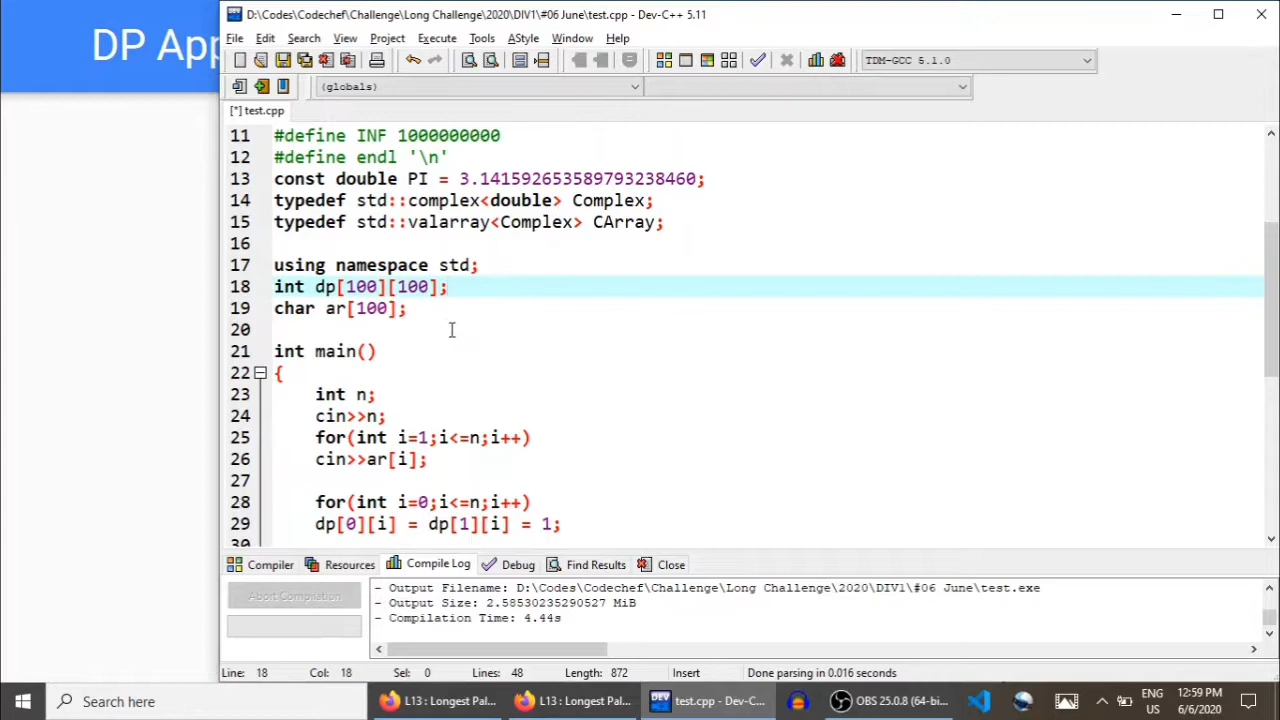 DP App
D:\Codes\Codechef\Challenge\Long Challenge\2020\DIV1\#06 June\test.cpp - Dev-C++ 5.11
File Edit Search View Project Execute Tools AStyle Window Help
TDM-GCC 5.1.0
(globals)
[*] test.cpp
11 #define INF 1000000000
12 #define endl '\n'
13 const double PI = 3.141592653589793238460;
14 typedef std::complex<double> Complex;
15 typedef std::valarray<Complex> CArray;
16
17 using namespace std;
18 int dp[100][100];
19 char ar[100];
20
21 int main()
22 {
23 int n;
24 cin>>n;
25 for(int i=1;i<=n;i++)
26 cin>>ar[i];
27
28 for(int i=0;i<=n;i++)
29 dp[0][i] = dp[1][i] = 1;
30
Compiler Resources Compile Log Debug Find Results Close
Abort Compilation
- Output Filename: D:\Codes\Codechef\Challenge\Long Challenge\2020\DIV1\#06 June\test.exe
- Output Size: 2.58530235290527 MiB
- Compilation Time: 4.44s
Line: 18 Col: 18 Sel: 0 Lines: 48 Length: 872 Insert Done parsing in 0.016 seconds
Search here
L13 : Longest Pal...
L13 : Longest Pal...
test.cpp - Dev-C...
OBS 25.0.8 (64-bi...
ENG
US
12:59 PM
6/6/2020